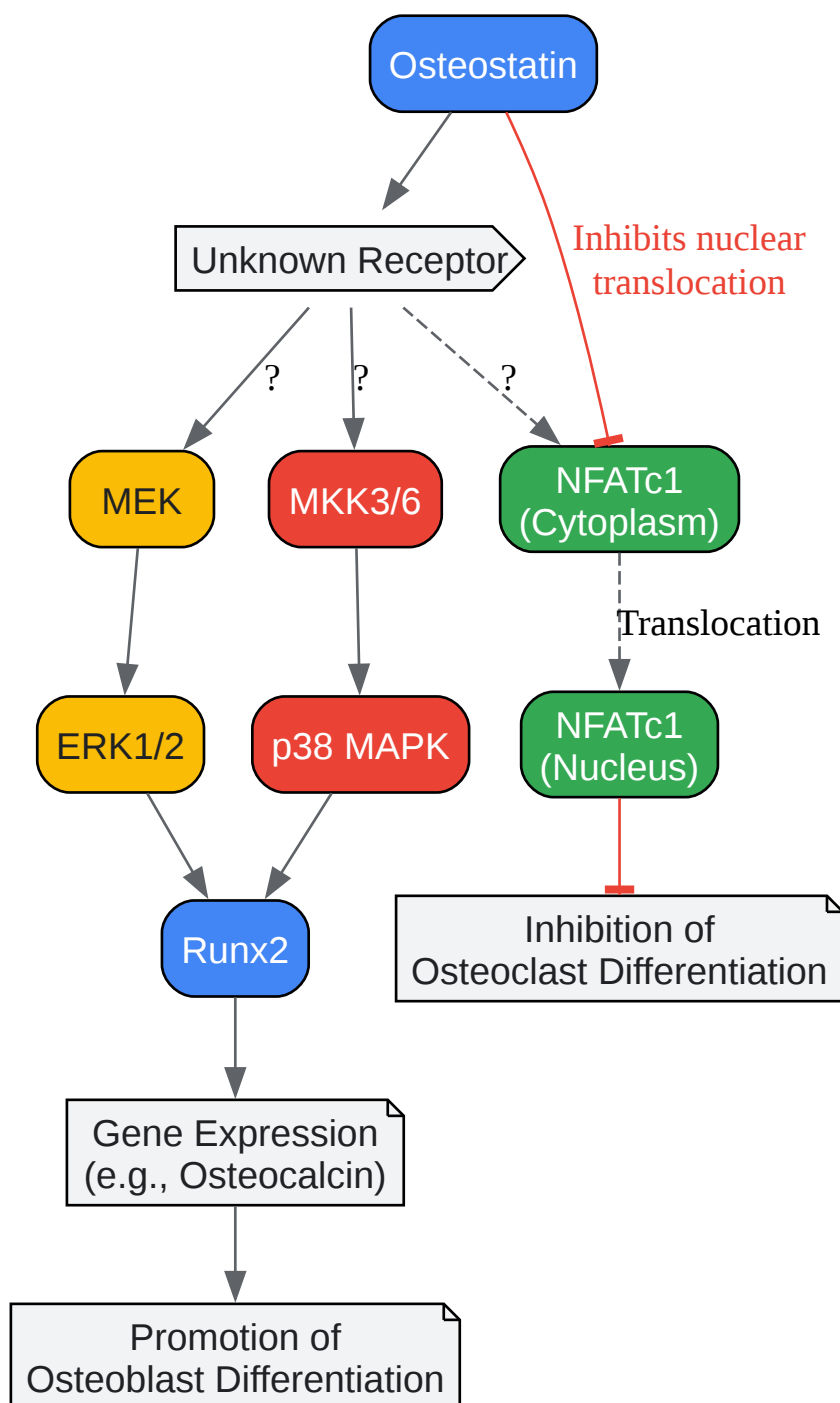 Osteostatin
Inhibits nuclear
translocation
Unknown Receptor
?
?
?
MEK
MKK3/6
NFATc1
(Cytoplasm)
Translocation
ERK1/2
p38 MAPK
NFATc1
(Nucleus)
Runx2
Inhibition of
Osteoclast Differentiation
Gene Expression
(e.g., Osteocalcin)
Promotion of
Osteoblast Differentiation